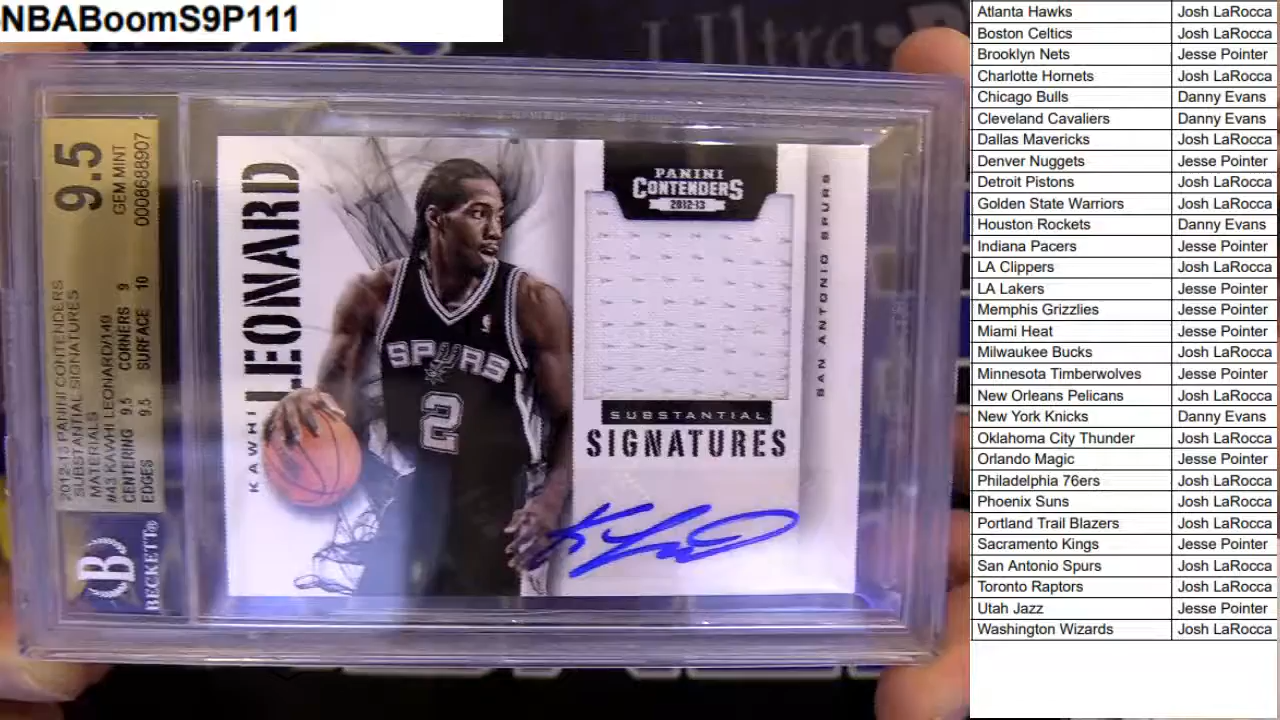 NBABoomS9P111
Ultra
9.5
GEM MINT
0008688907
2012-13 PANINI CONTENDERS
SUBSTANTIAL SIGNATURES
MATERIALS
#43 KAWHI LEONARD/149
CENTERING 9.5 CORNERS 9
EDGES 9.5 SURFACE 10
BECKETT®
KAWHI LEONARD
SPURS
2
PANINI
CONTENDERS
2012-13
SUBSTANTIAL
SIGNATURES
SAN ANTONIO SPURS
Atlanta Hawks Josh LaRocca
Boston Celtics Josh LaRocca
Brooklyn Nets Jesse Pointer
Charlotte Hornets Josh LaRocca
Chicago Bulls Danny Evans
Cleveland Cavaliers Danny Evans
Dallas Mavericks Josh LaRocca
Denver Nuggets Jesse Pointer
Detroit Pistons Josh LaRocca
Golden State Warriors Josh LaRocca
Houston Rockets Danny Evans
Indiana Pacers Jesse Pointer
LA Clippers Josh LaRocca
LA Lakers Jesse Pointer
Memphis Grizzlies Jesse Pointer
Miami Heat Jesse Pointer
Milwaukee Bucks Josh LaRocca
Minnesota Timberwolves Jesse Pointer
New Orleans Pelicans Josh LaRocca
New York Knicks Danny Evans
Oklahoma City Thunder Josh LaRocca
Orlando Magic Jesse Pointer
Philadelphia 76ers Josh LaRocca
Phoenix Suns Josh LaRocca
Portland Trail Blazers Josh LaRocca
Sacramento Kings Jesse Pointer
San Antonio Spurs Josh LaRocca
Toronto Raptors Josh LaRocca
Utah Jazz Jesse Pointer
Washington Wizards Josh LaRocca